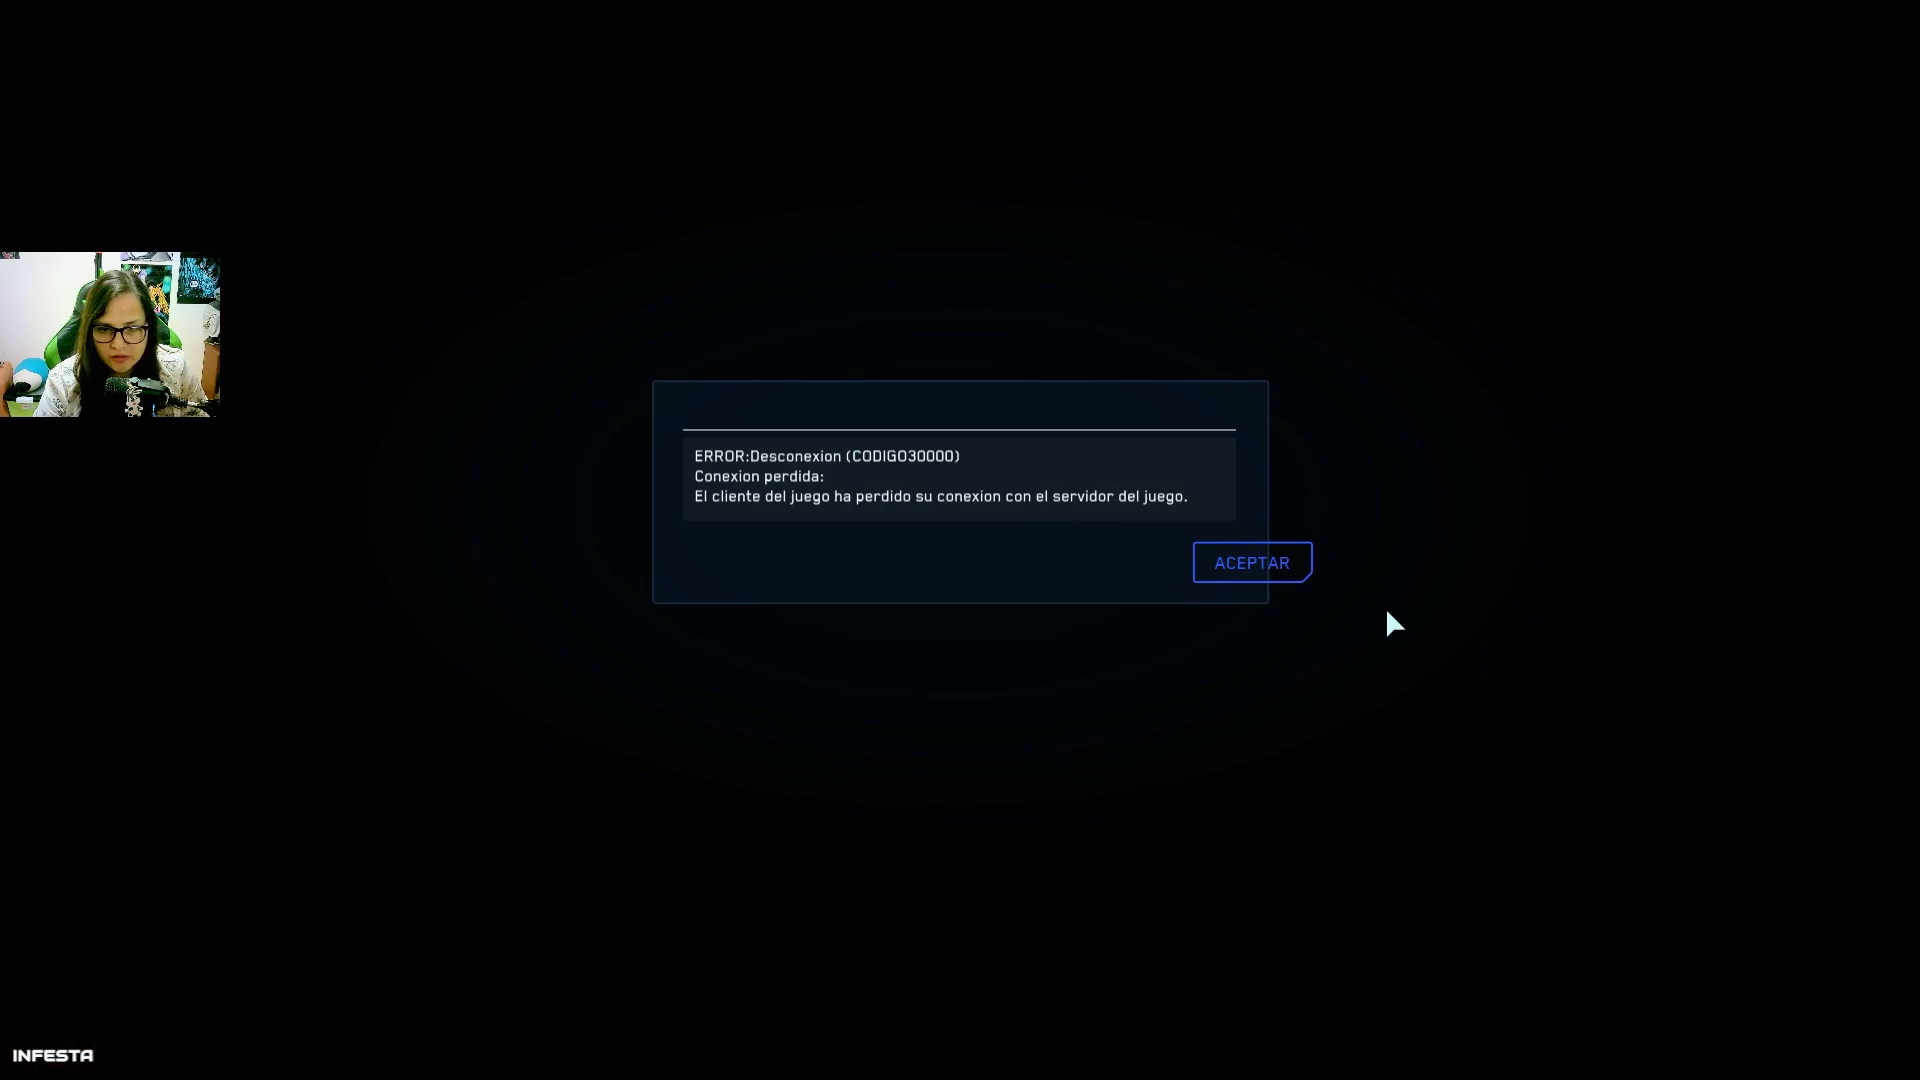 ERROR:Desconexion (CODIGO30000)
Conexion perdida:
El cliente del juego ha perdido su conexion con el servidor del juego.
ACEPTAR
INFESTA